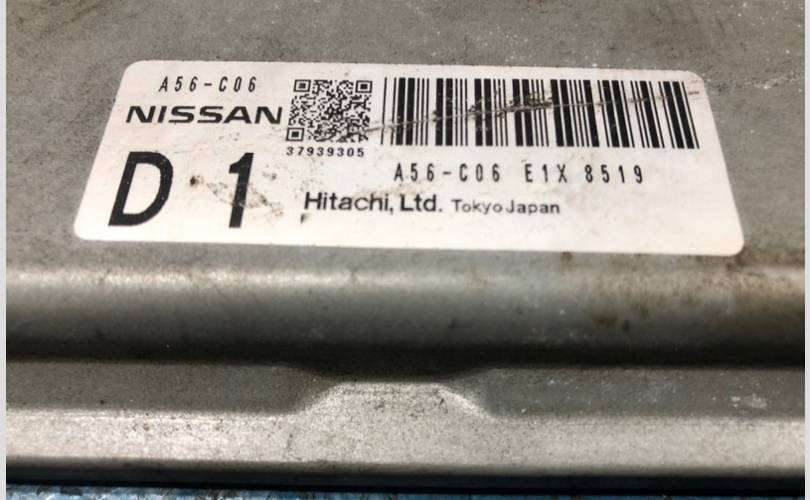 A56-C06
NISSAN
37939305
D 1
A56-C06 E1X 8519
Hitachi, Ltd. Tokyo Japan